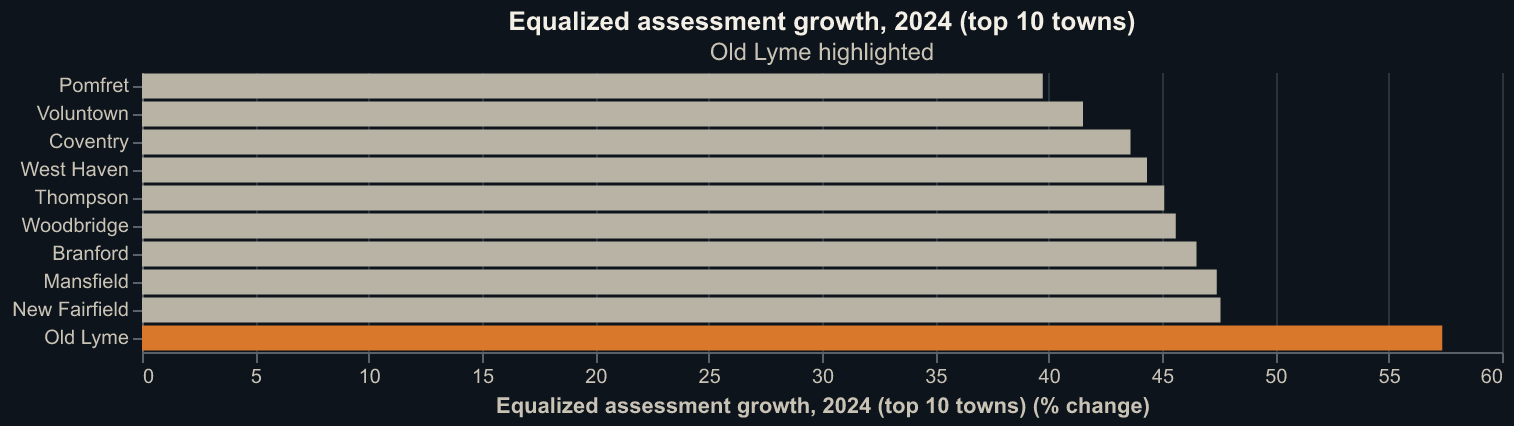 Equalized assessment growth, 2024 (top 10 towns)
Old Lyme highlighted
Pomfret
Voluntown
Coventry
West Haven
Thompson
Woodbridge
Branford
Mansfield
New Fairfield
Old Lyme
0 5 10 15 20 25 30 35 40 45 50 55 60
Equalized assessment growth, 2024 (top 10 towns) (% change)